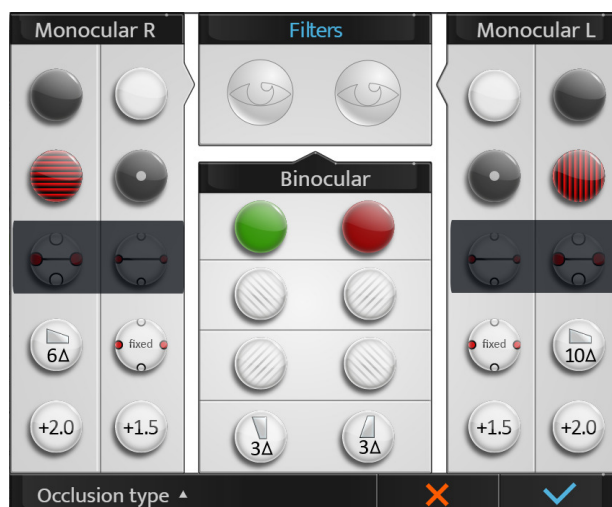 Monocular R
Filters
Monocular L
Binocular
6Δ
fixed
fixed
10Δ
+2.0
+1.5
3Δ
3Δ
+1.5
+2.0
Occlusion type